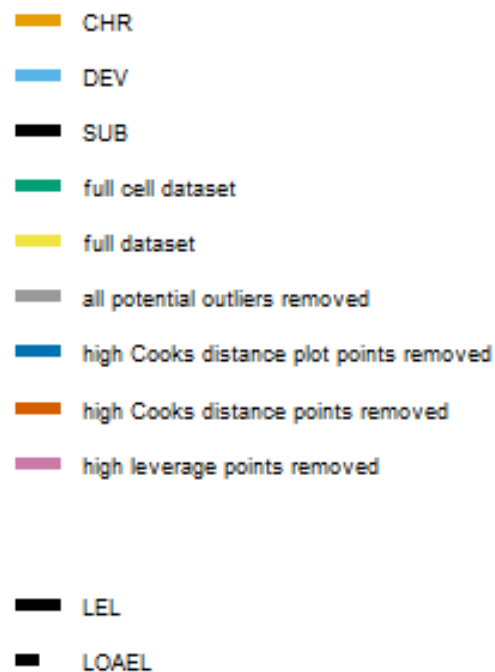 CHR
DEV
SUB
full cell dataset
full dataset
all potential outliers removed
high Cooks distance plot points removed
high Cooks distance points removed
high leverage points removed
LEL
LOAEL